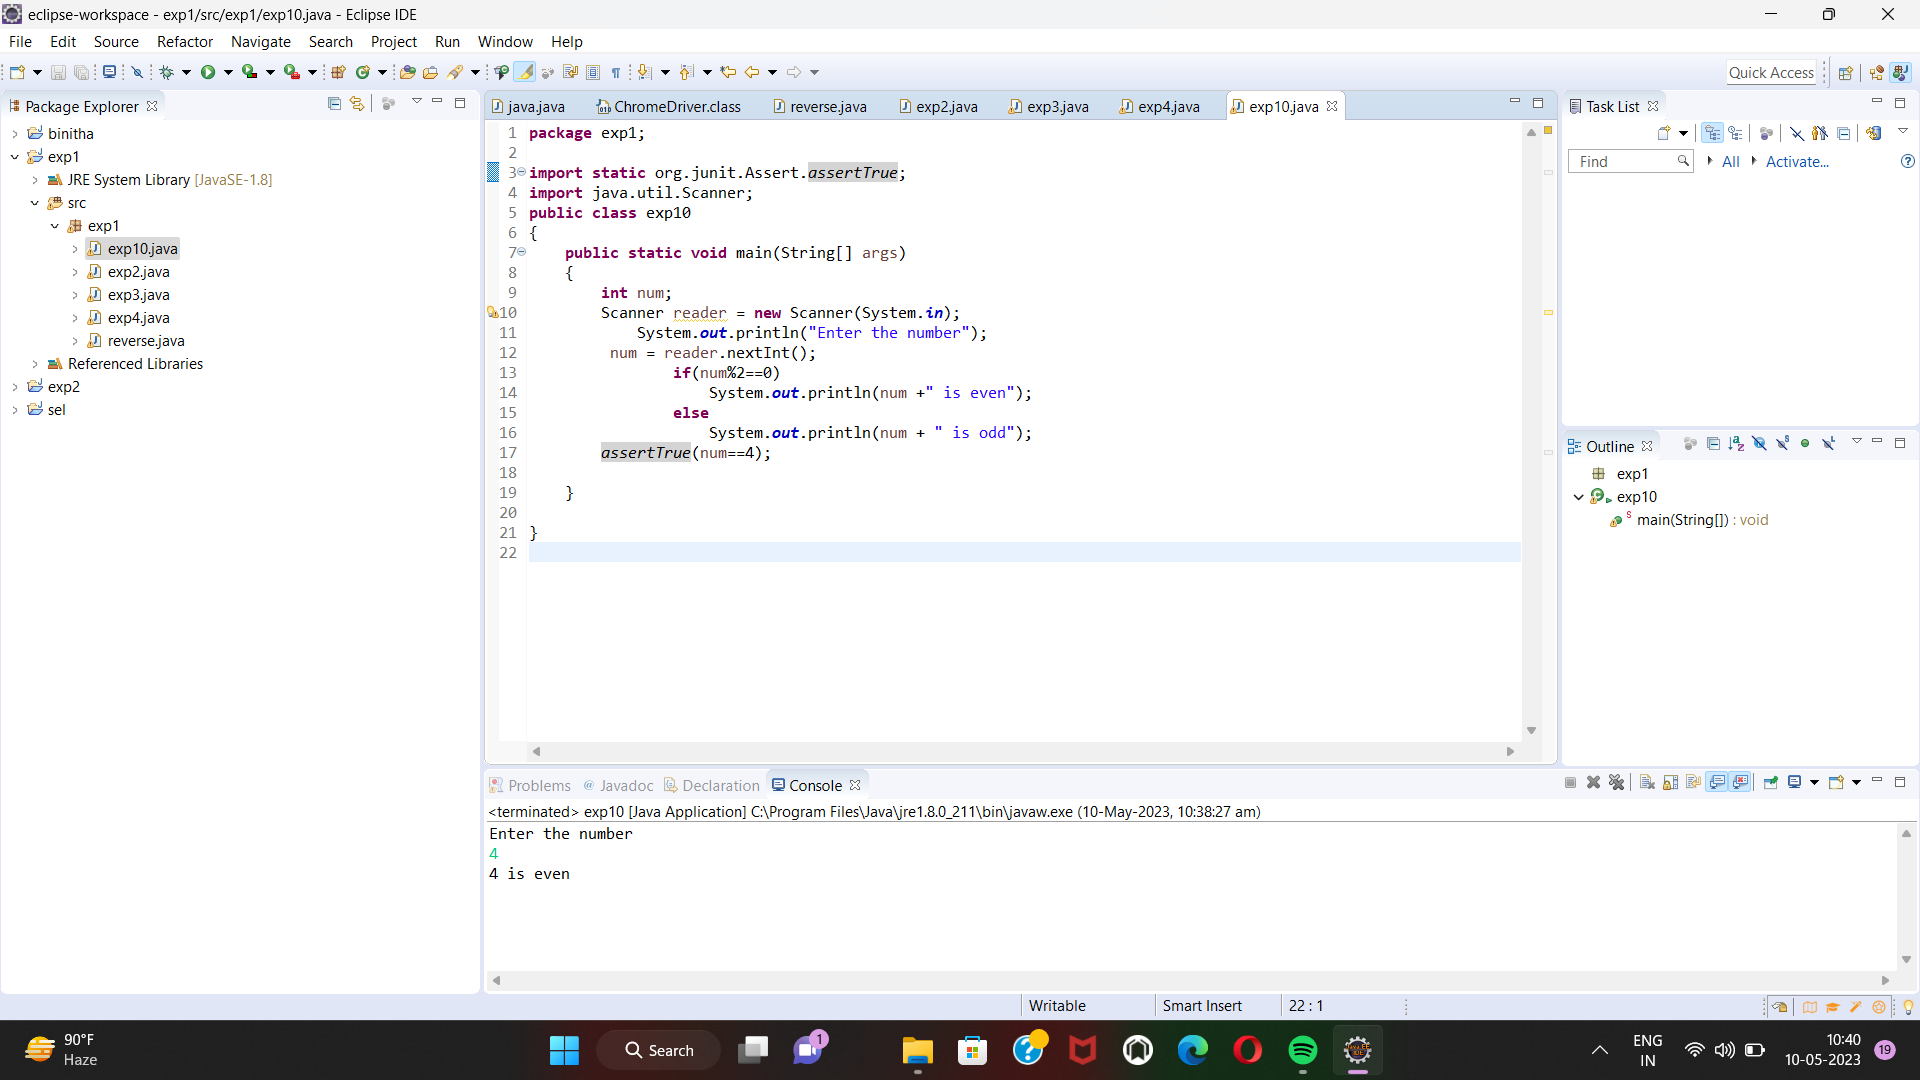 eclipse-workspace - exp1/src/exp1/exp10.java - Eclipse IDE
File Edit Source Refactor Navigate Search Project Run Window Help
Quick Access
Package Explorer
binitha
exp1
JRE System Library [JavaSE-1.8]
src
exp1
exp10.java
exp2.java
exp3.java
exp4.java
reverse.java
Referenced Libraries
exp2
sel
java.java ChromeDriver.class reverse.java exp2.java exp3.java exp4.java exp10.java
1 package exp1;
2
3 import static org.junit.Assert.assertTrue;
4 import java.util.Scanner;
5 public class exp10
6 {
7 public static void main(String[] args)
8 {
9 int num;
10 Scanner reader = new Scanner(System.in);
11 System.out.println("Enter the number");
12 num = reader.nextInt();
13 if(num%2==0)
14 System.out.println(num +" is even");
15 else
16 System.out.println(num + " is odd");
17 assertTrue(num==4);
18
19 }
20
21 }
22
Task List
Find All Activate...
Outline
exp1
exp10
main(String[]) : void
Problems Javadoc Declaration Console
<terminated> exp10 [Java Application] C:\Program Files\Java\jre1.8.0_211\bin\javaw.exe (10-May-2023, 10:38:27 am)
Enter the number
4
4 is even
Writable Smart Insert 22 : 1
90°F
Haze
Search
1
ENG
IN
10:40
10-05-2023
19